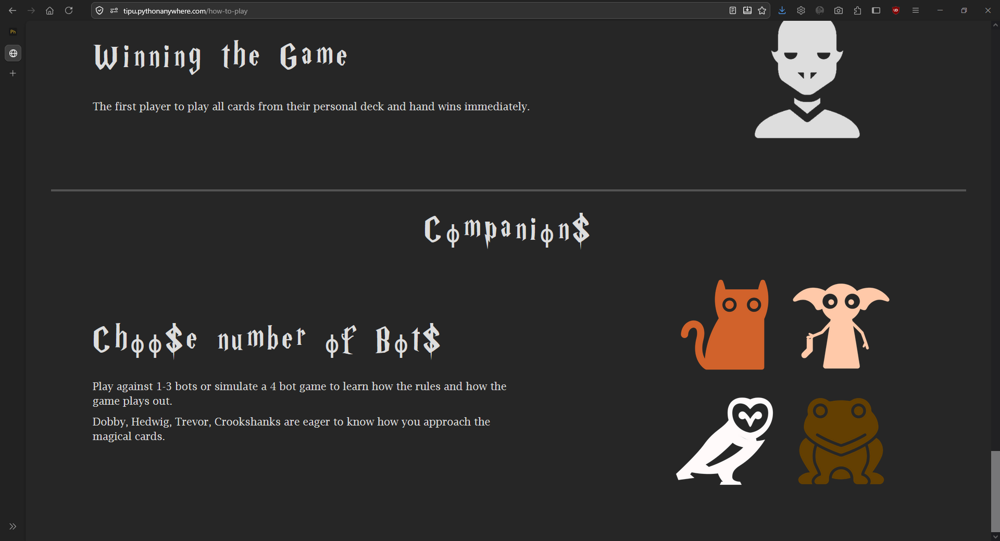 Ph
tipu.pythonanywhere.com/how-to-play
Winning the Game
The first player to play all cards from their personal deck and hand wins immediately.
Companion$
Choo$e number of Bot$
Play against 1-3 bots or simulate a 4 bot game to learn how the rules and how the
game plays out.
Dobby, Hedwig, Trevor, Crookshanks are eager to know how you approach the
magical cards.